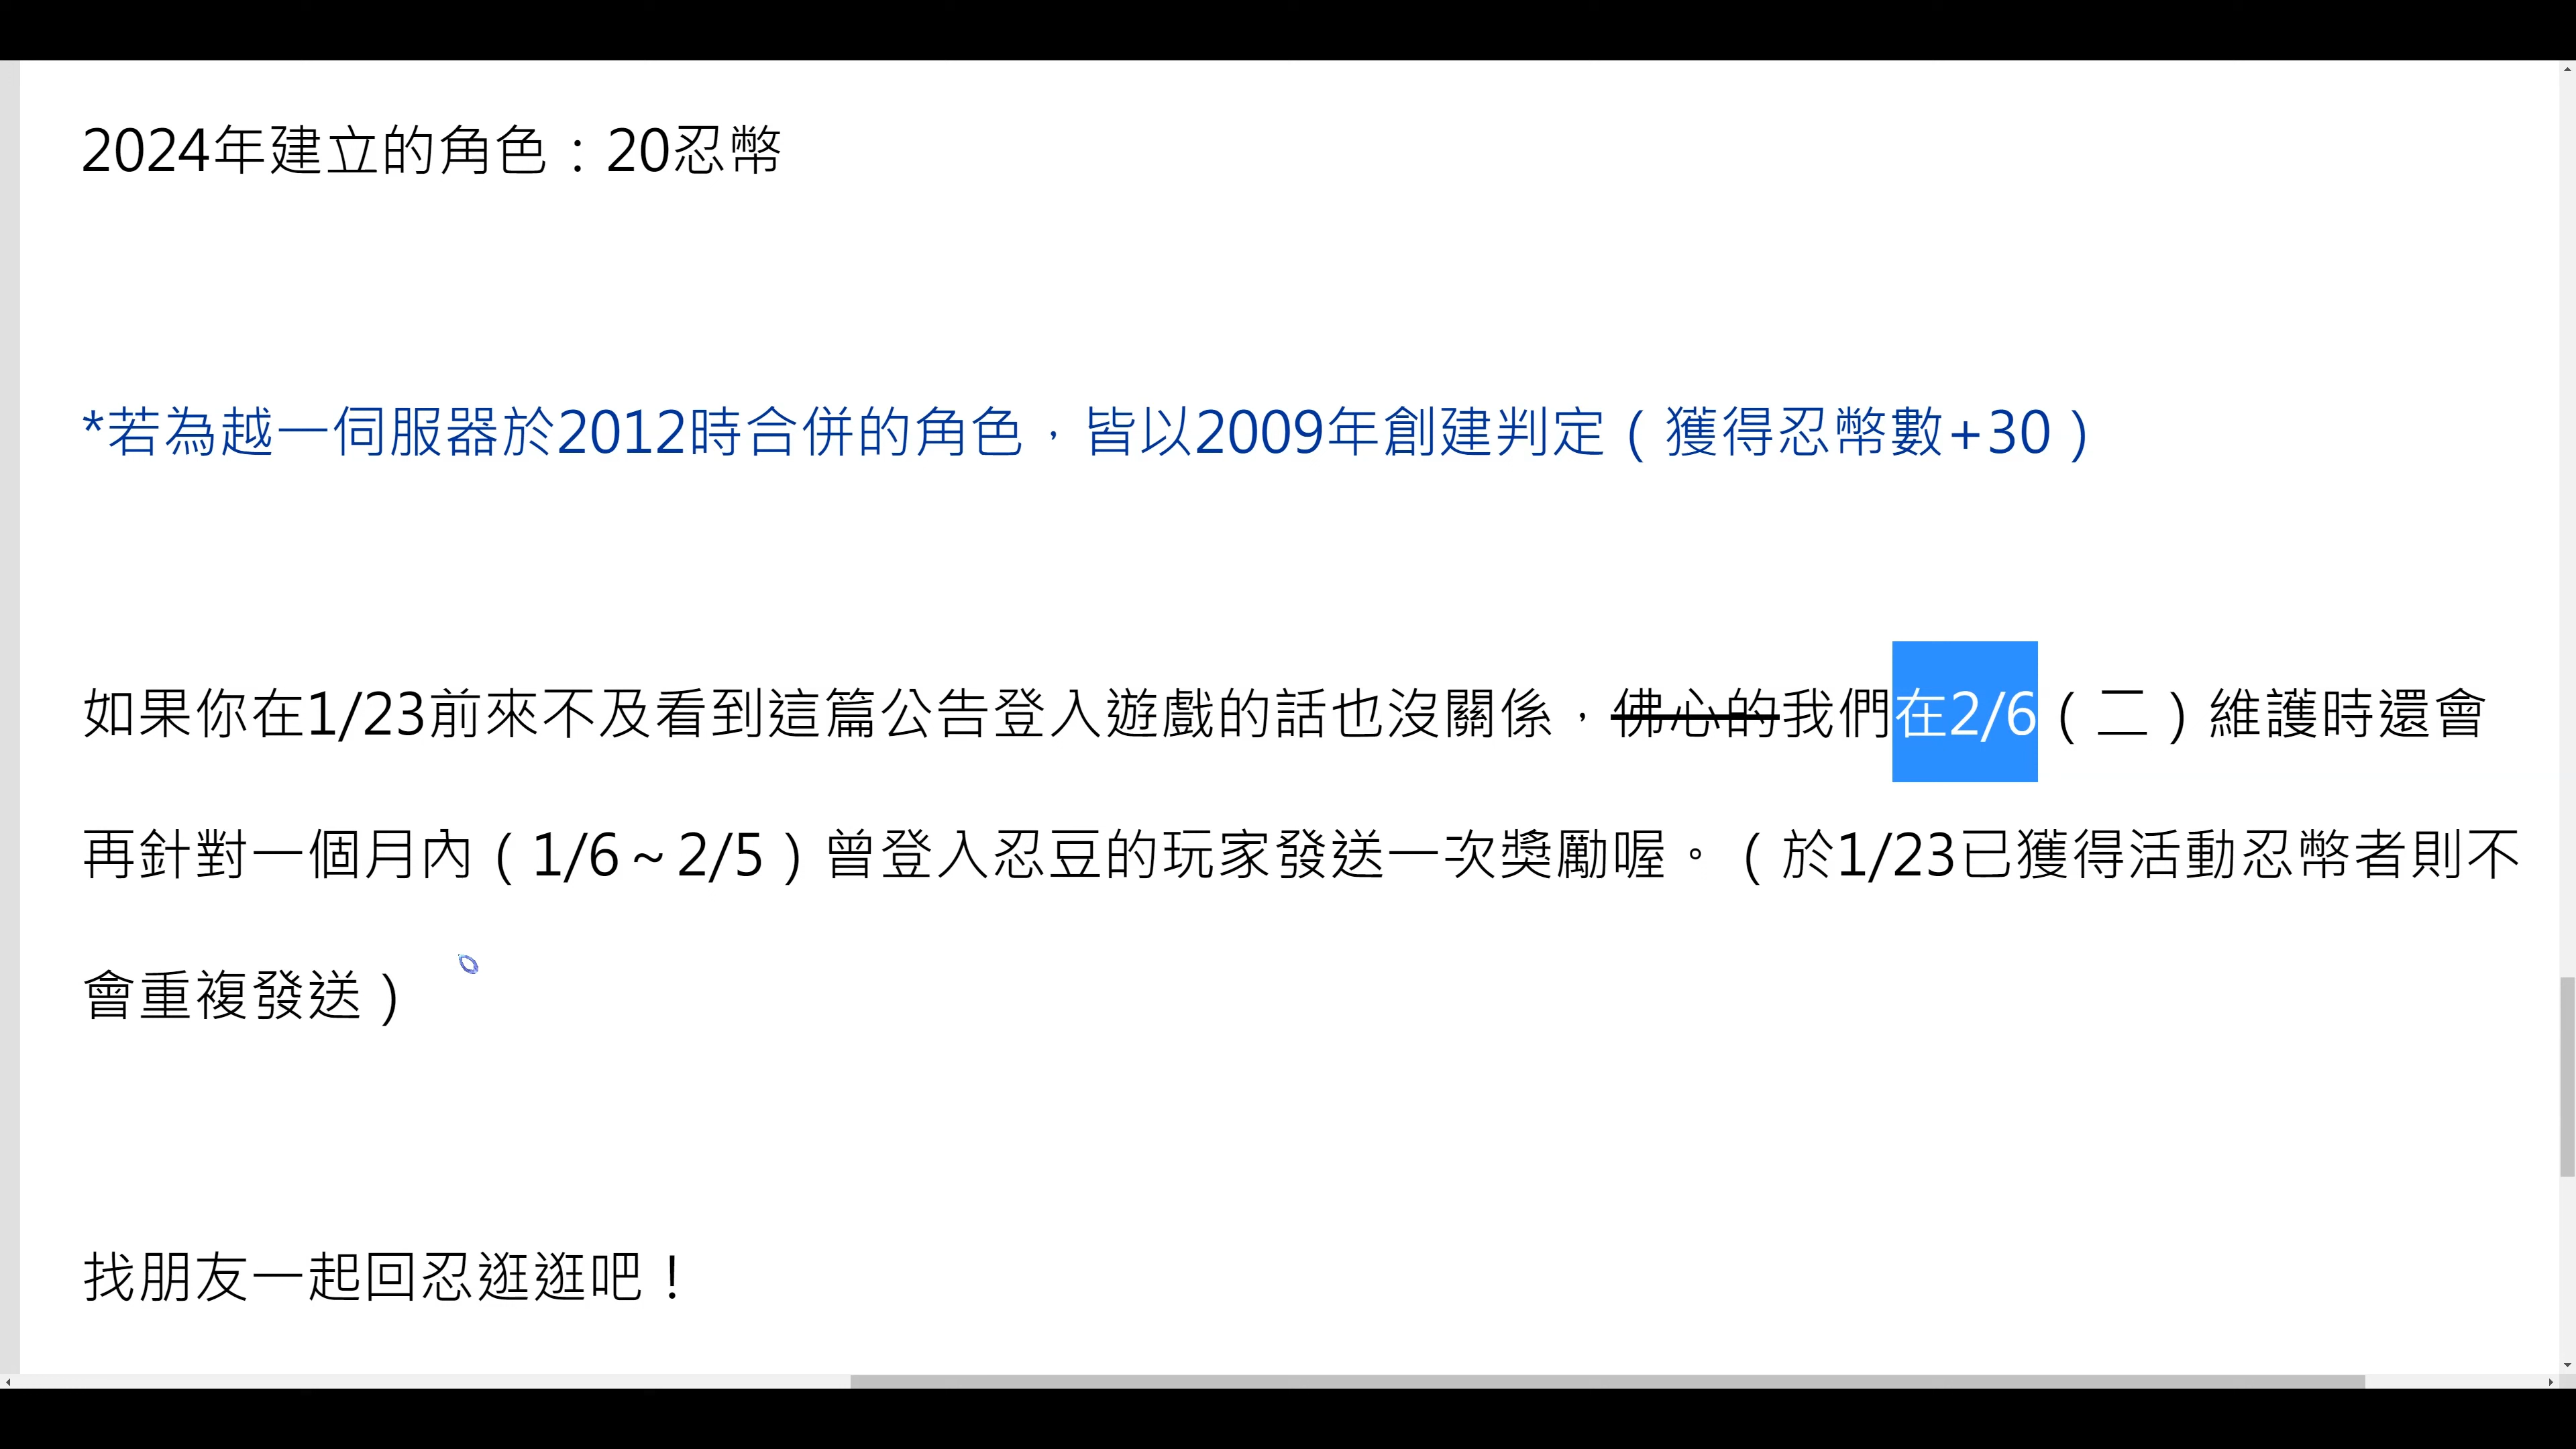 2024年建立的角色：20忍幣
*若為越一伺服器於2012時合併的角色，皆以2009年創建判定（獲得忍幣數+30）
如果你在1/23前來不及看到這篇公告登入遊戲的話也沒關係，佛心的我們在2/6（二）維護時還會
再針對一個月內（1/6～2/5）曾登入忍豆的玩家發送一次獎勵喔。（於1/23已獲得活動忍幣者則不
會重複發送）
找朋友一起回忍逛逛吧！